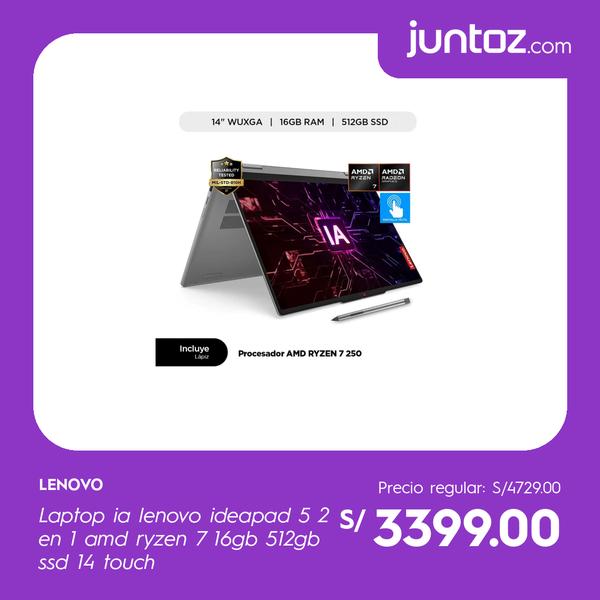 juntoz.com
14" WUXGA | 16GB RAM | 512GB SSD
RELIABILITY
TESTED
MIL-STD-810H
AMD
RYZEN
7
AMD
RADEON
GRAPHICS
IA
Incluye
Lápiz
Procesador AMD RYZEN 7 250
LENOVO
Precio regular: S/4729.00
Laptop ia lenovo ideapad 5 2
en 1 amd ryzen 7 16gb 512gb
ssd 14 touch
S/ 3399.00